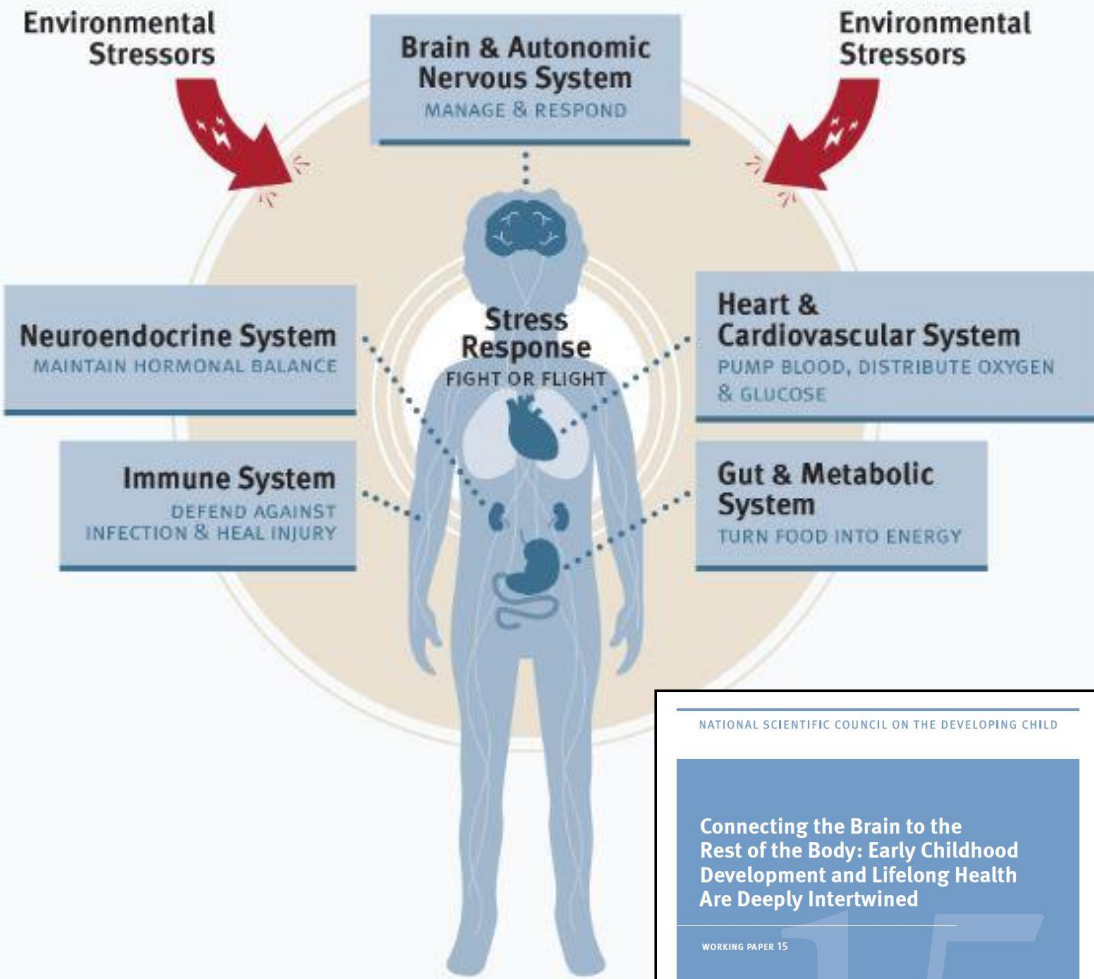 Environmental
Stressors
Brain & Autonomic
Nervous System
MANAGE & RESPOND
Environmental
Stressors
Neuroendocrine System
MAINTAIN HORMONAL BALANCE
Stress
Response
FIGHT OR FLIGHT
Heart &
Cardiovascular System
PUMP BLOOD, DISTRIBUTE OXYGEN
& GLUCOSE
Immune System
DEFEND AGAINST
INFECTION & HEAL INJURY
Gut & Metabolic
System
TURN FOOD INTO ENERGY
NATIONAL SCIENTIFIC COUNCIL ON THE DEVELOPING CHILD
Connecting the Brain to the
Rest of the Body: Early Childhood
Development and Lifelong Health
Are Deeply Intertwined
WORKING PAPER 15
15